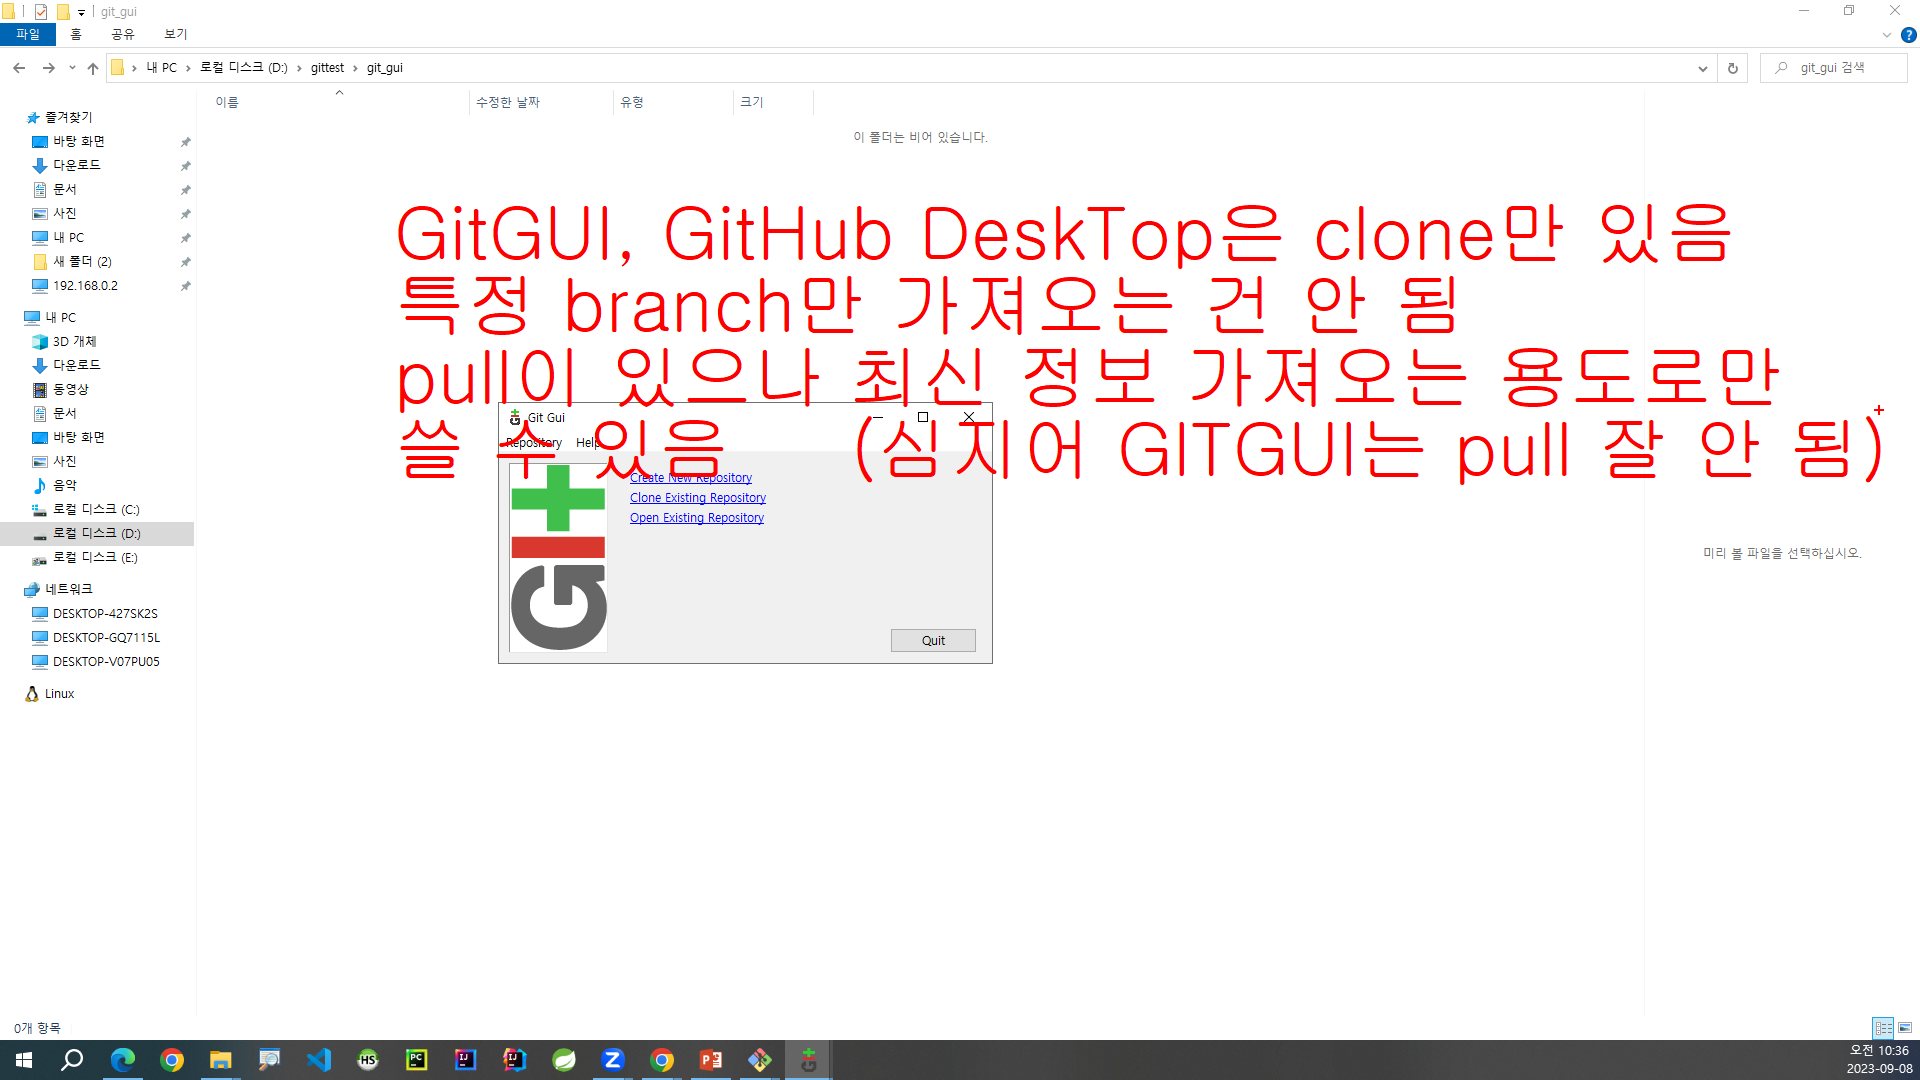 git_gui
파일 홈 공유 보기
내 PC 로컬 디스크 (D:) gittest git_gui
git_gui 검색
이름 수정한 날짜 유형 크기
이 폴더는 비어 있습니다.
즐겨찾기
바탕 화면
다운로드
문서
사진
내 PC
새 폴더 (2)
192.168.0.2
내 PC
3D 개체
다운로드
동영상
문서
바탕 화면
사진
음악
로컬 디스크 (C:)
로컬 디스크 (D:)
로컬 디스크 (E:)
네트워크
DESKTOP-427SK2S
DESKTOP-GQ7115L
DESKTOP-V07PU05
Linux
GitGUI, GitHub DeskTop은 clone만 있음
특정 branch만 가져오는 건 안 됨
pull이 있으나 최신 정보 가져오는 용도로만
쓸 수 있음 (심지어 GITGUI는 pull 잘 안 됨)
Git Gui
Repository Help
Create New Repository
Clone Existing Repository
Open Existing Repository
GIT
Quit
미리 볼 파일을 선택하십시오.
0개 항목
오전 10:36
2023-09-08